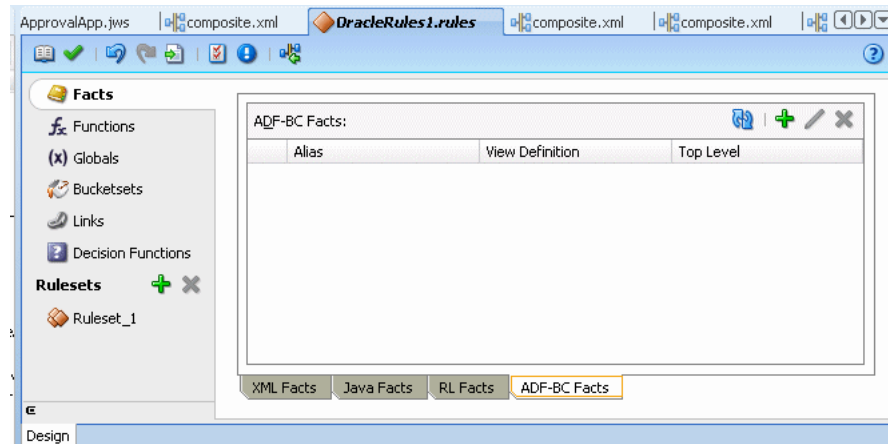 ApprovalApp.jws composite.xml OracleRules1.rules composite.xml composite.xml
Facts
Functions
Globals
Bucketsets
Links
Decision Functions
Rulesets
Ruleset_1
ADF-BC Facts:
Alias View Definition Top Level
XML Facts Java Facts RL Facts ADF-BC Facts
Design